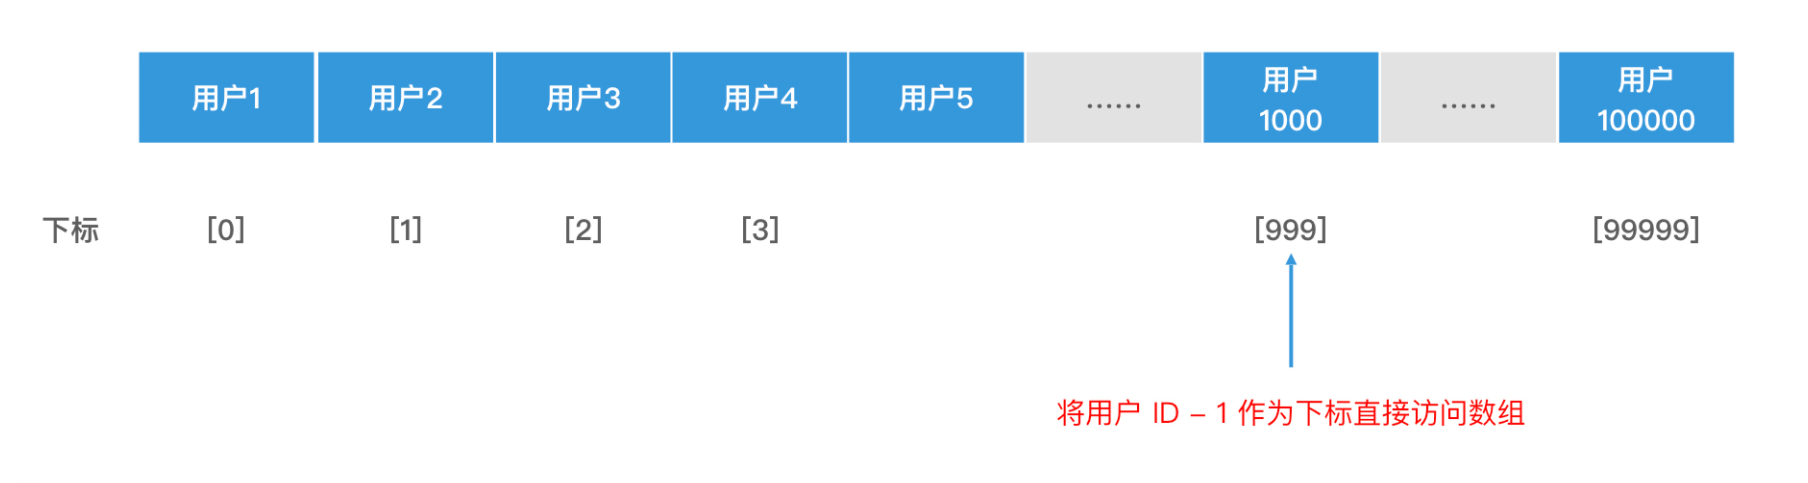 用户1 用户2 用户3 用户4 用户5 ...... 用户 ...... 用户
1000 100000
下标 [0] [1] [2] [3] [999] [99999]
将用户 ID – 1 作为下标直接访问数组